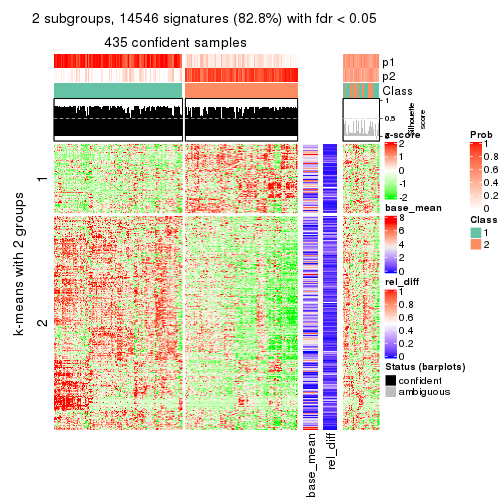 2 subgroups, 14546 signatures (82.8%) with fdr < 0.05
435 confident samples
p1
p2
Class
1
0.5
0
Silhouette
score
k-means with 2 groups
1
2
base_mean
rel_diff
z-score
2
1
0
-1
-2
base_mean
8
6
4
2
0
rel_diff
1
0.8
0.6
0.4
0.2
0
Status (barplots)
confident
ambiguous
Prob
1
0.8
0.6
0.4
0.2
0
Class
1
2